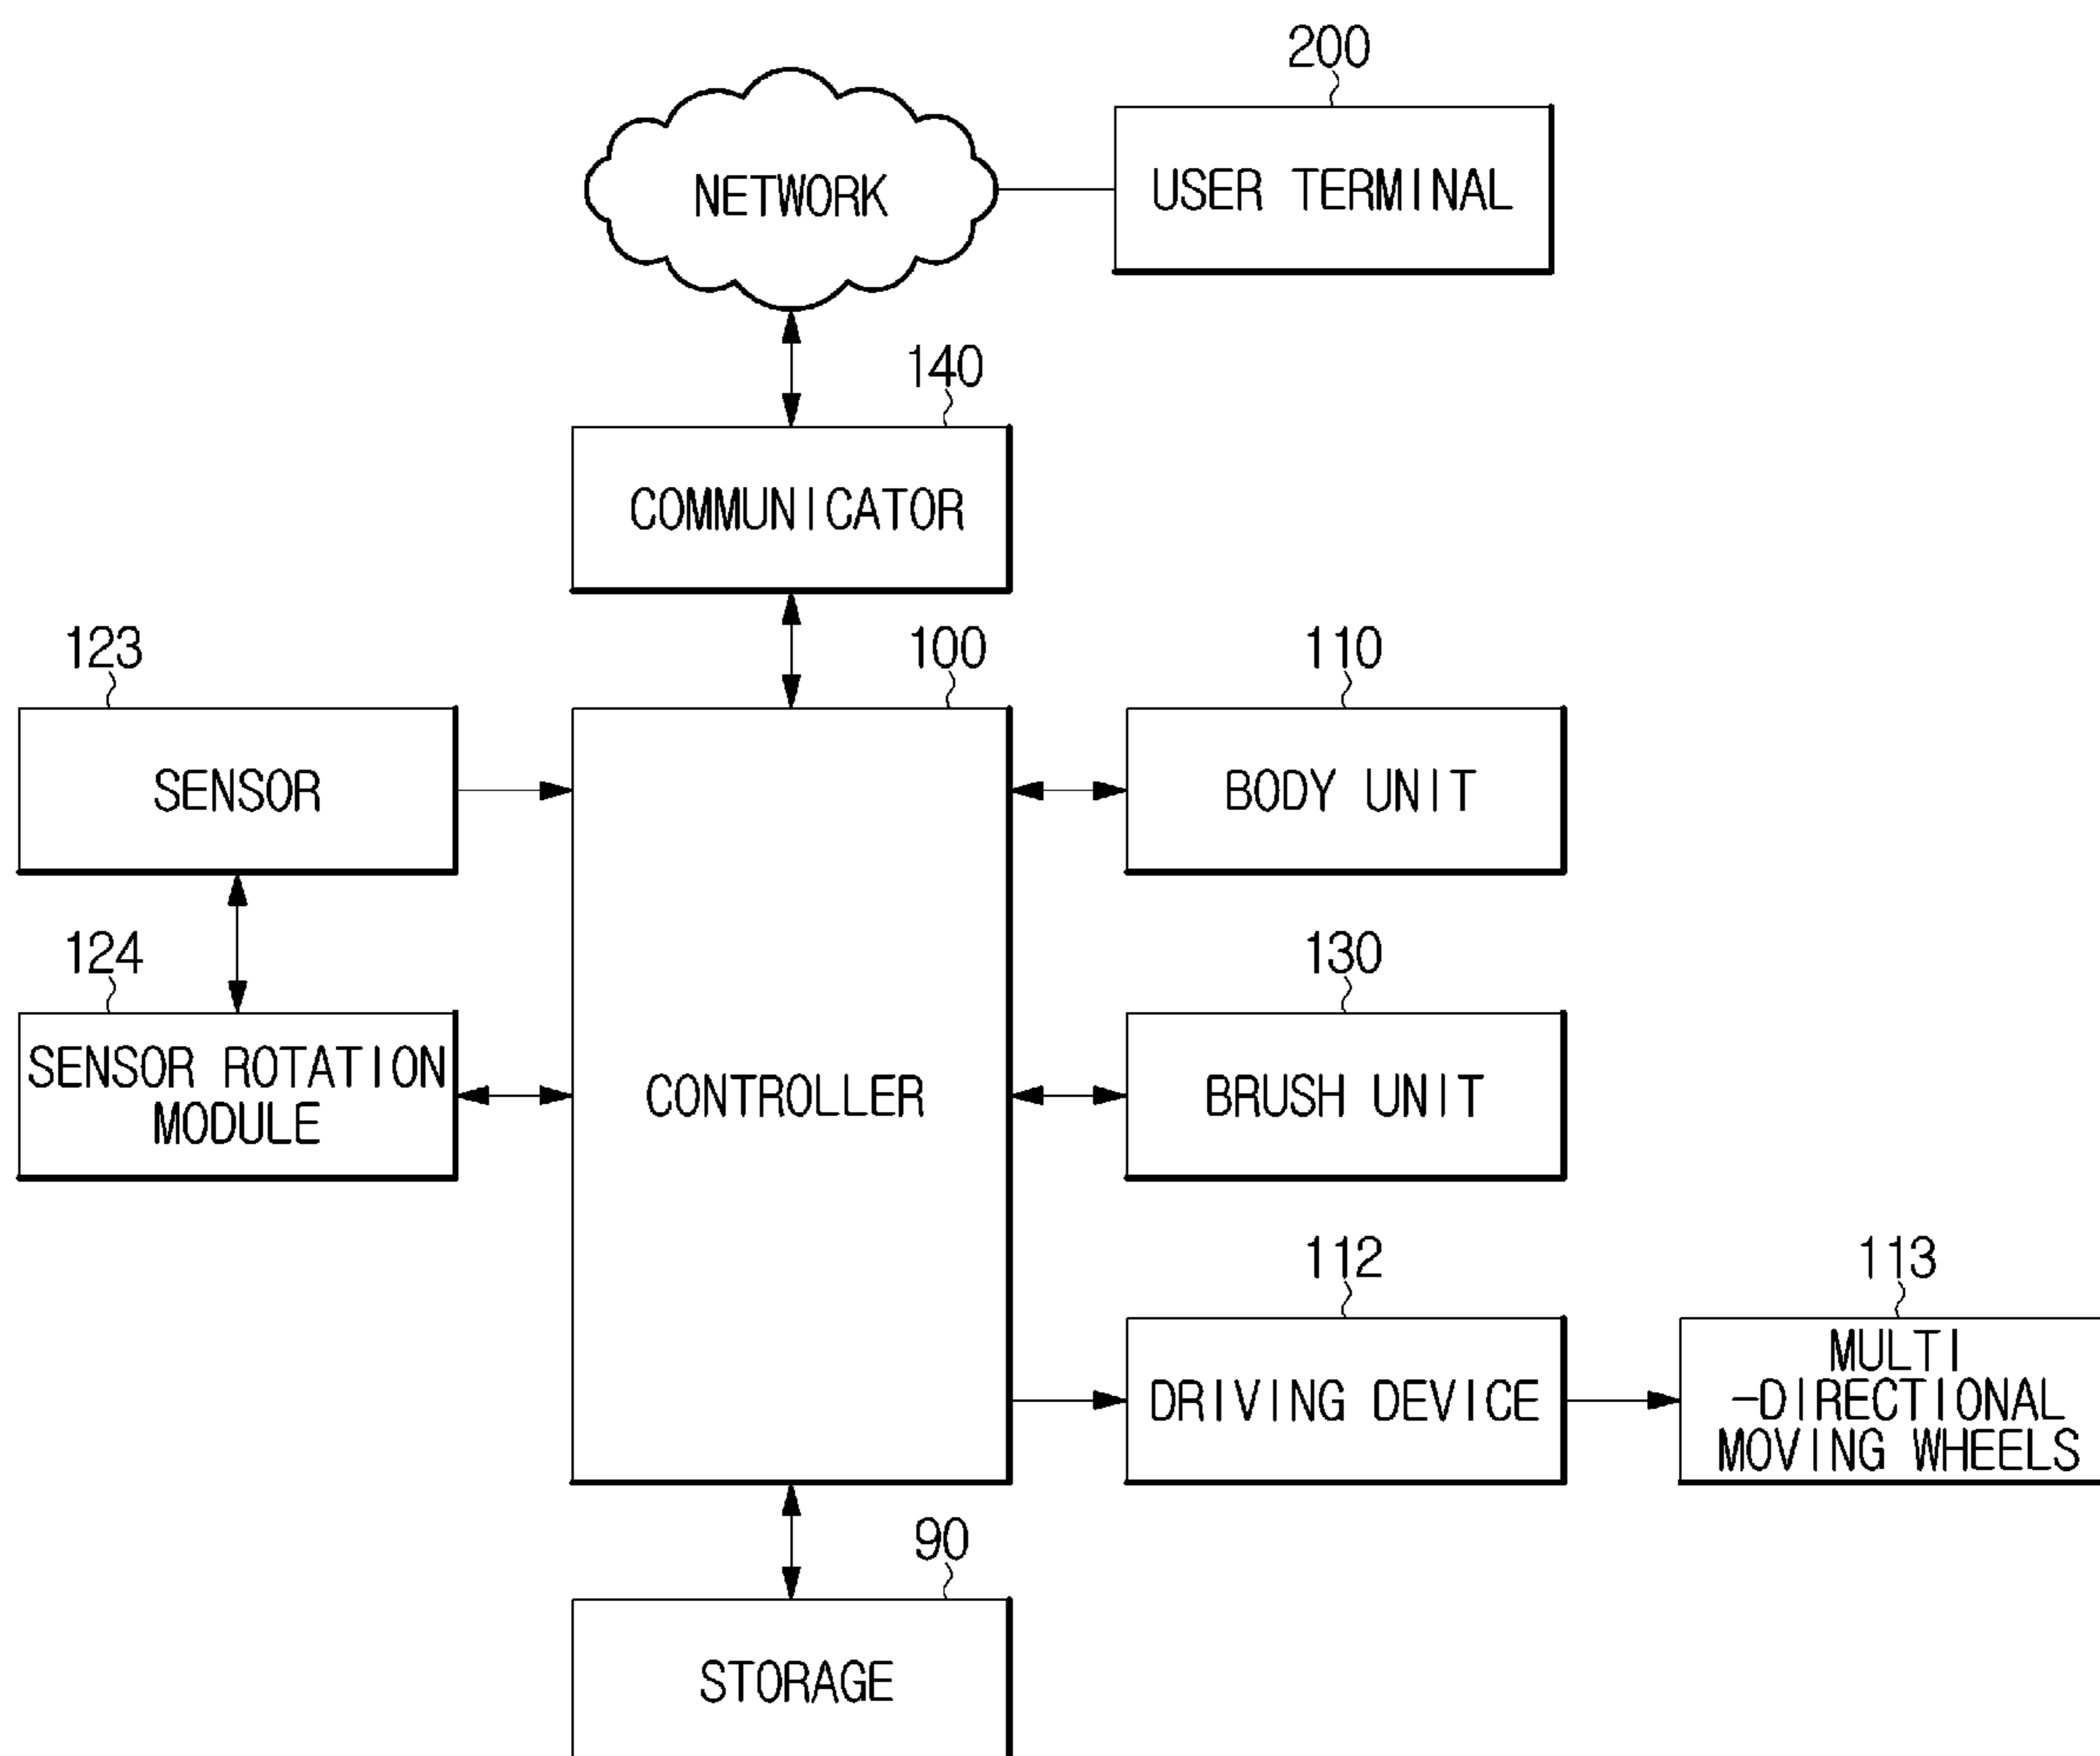 200
NETWORK
USER TERMINAL
140
COMMUNICATOR
123
100
110
SENSOR
BODY UNIT
124
130
SENSOR ROTATION
MODULE
CONTROLLER
BRUSH UNIT
112
113
DRIVING DEVICE
MULTI
-DIRECTIONAL
MOVING WHEELS
90
STORAGE